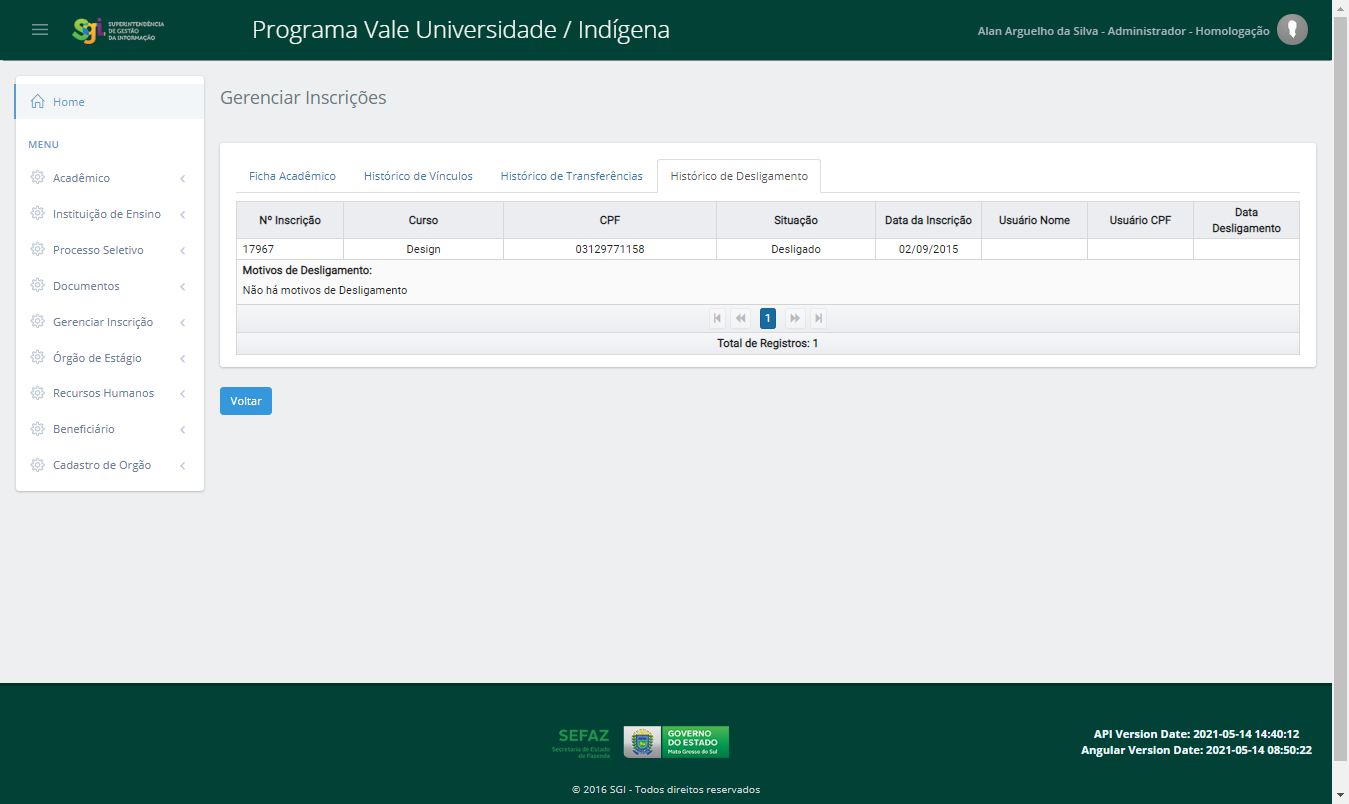 SUPERINTENDÊNCIA
DE GESTÃO
DA INFORMAÇÃO
Sgi
Programa Vale Universidade / Indígena
Alan Arguelho da Silva - Administrador - Homologação
Home
MENU
Acadêmico
Instituição de Ensino
Processo Seletivo
Documentos
Gerenciar Inscrição
Órgão de Estágio
Recursos Humanos
Beneficiário
Cadastro de Orgão
Gerenciar Inscrições
Ficha Acadêmico Histórico de Vínculos Histórico de Transferências Histórico de Desligamento
Nº Inscrição Curso CPF Situação Data da Inscrição Usuário Nome Usuário CPF Data Desligamento
17967 Design 03129771158 Desligado 02/09/2015
Motivos de Desligamento:
Não há motivos de Desligamento
1
Total de Registros: 1
Voltar
SEFAZ
Secretaria de Estado
de Fazenda
GOVERNO
DO ESTADO
Mato Grosso do Sul
API Version Date: 2021-05-14 14:40:12
Angular Version Date: 2021-05-14 08:50:22
© 2016 SGI - Todos direitos reservados